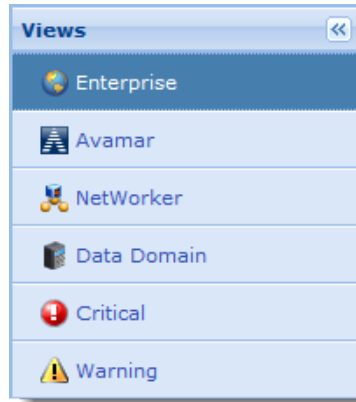 Views
Enterprise
Avamar
NetWorker
Data Domain
Critical
Warning